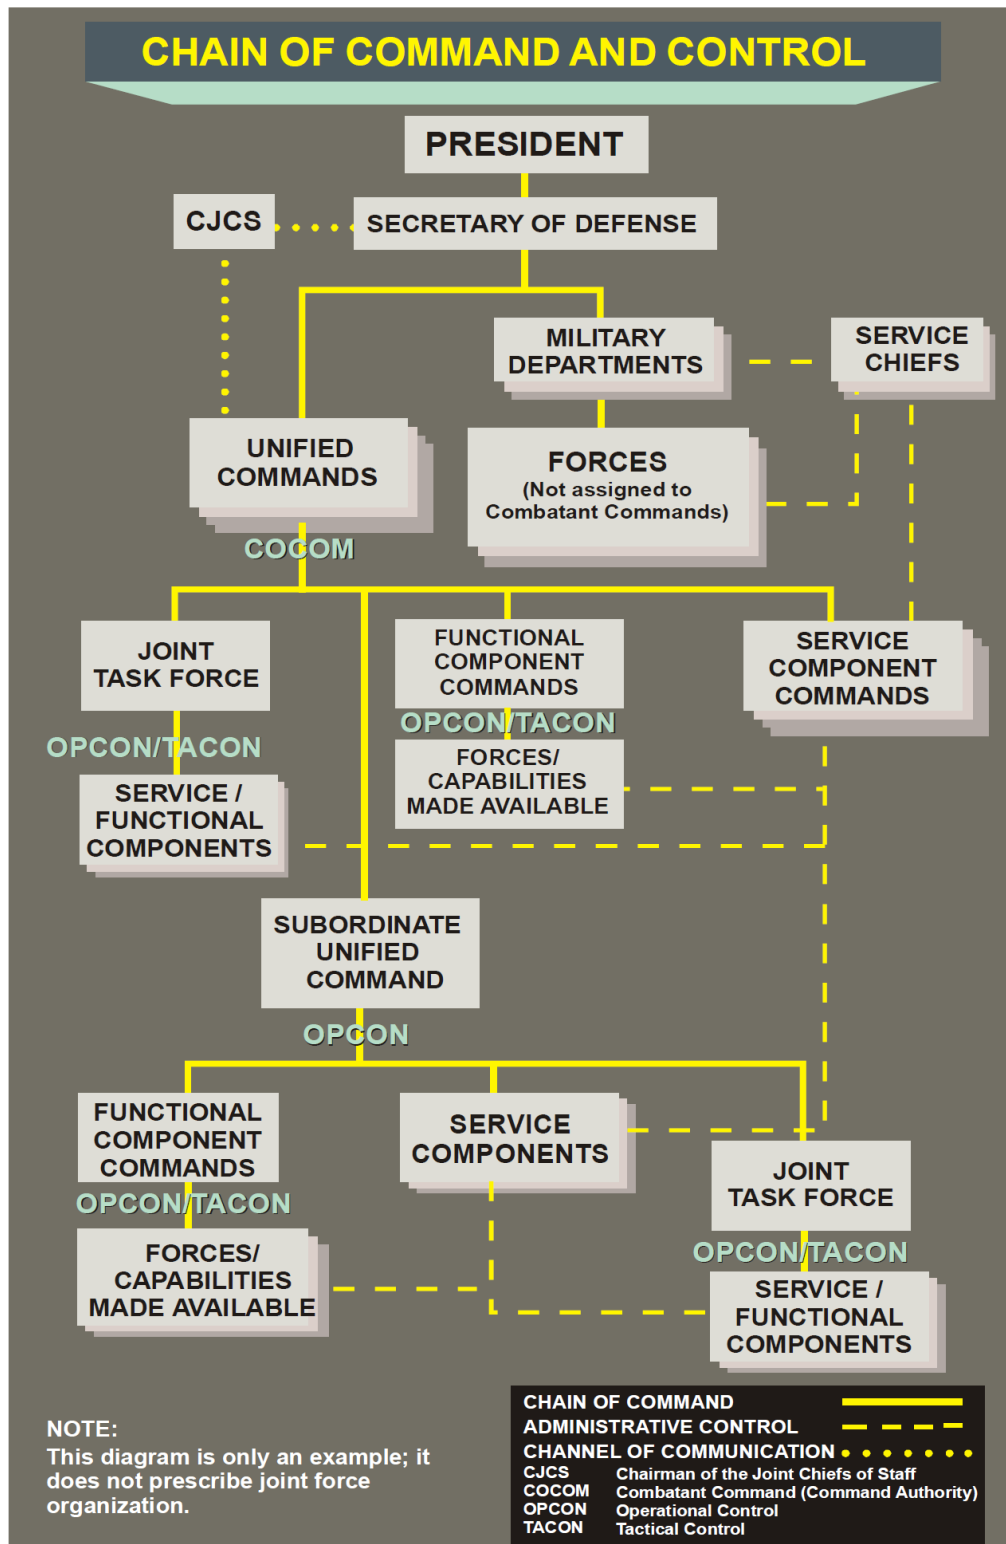 CHAIN OF COMMAND AND CONTROL
PRESIDENT
CJCS
SECRETARY OF DEFENSE
MILITARY
DEPARTMENTS
SERVICE
CHIEFS
UNIFIED
COMMANDS
FORCES
(Not assigned to
Combatant Commands)
COCOM
JOINT
TASK FORCE
FUNCTIONAL
COMPONENT
COMMANDS
SERVICE
COMPONENT
COMMANDS
OPCON/TACON
OPCON/TACON
SERVICE /
FUNCTIONAL
COMPONENTS
FORCES/
CAPABILITIES
MADE AVAILABLE
SUBORDINATE
UNIFIED
COMMAND
OPCON
FUNCTIONAL
COMPONENT
COMMANDS
SERVICE
COMPONENTS
JOINT
TASK FORCE
OPCON/TACON
OPCON/TACON
FORCES/
CAPABILITIES
MADE AVAILABLE
SERVICE /
FUNCTIONAL
COMPONENTS
NOTE:
This diagram is only an example; it
does not prescribe joint force
organization.
CHAIN OF COMMAND
ADMINISTRATIVE CONTROL
CHANNEL OF COMMUNICATION
CJCS Chairman of the Joint Chiefs of Staff
COCOM Combatant Command (Command Authority)
OPCON Operational Control
TACON Tactical Control